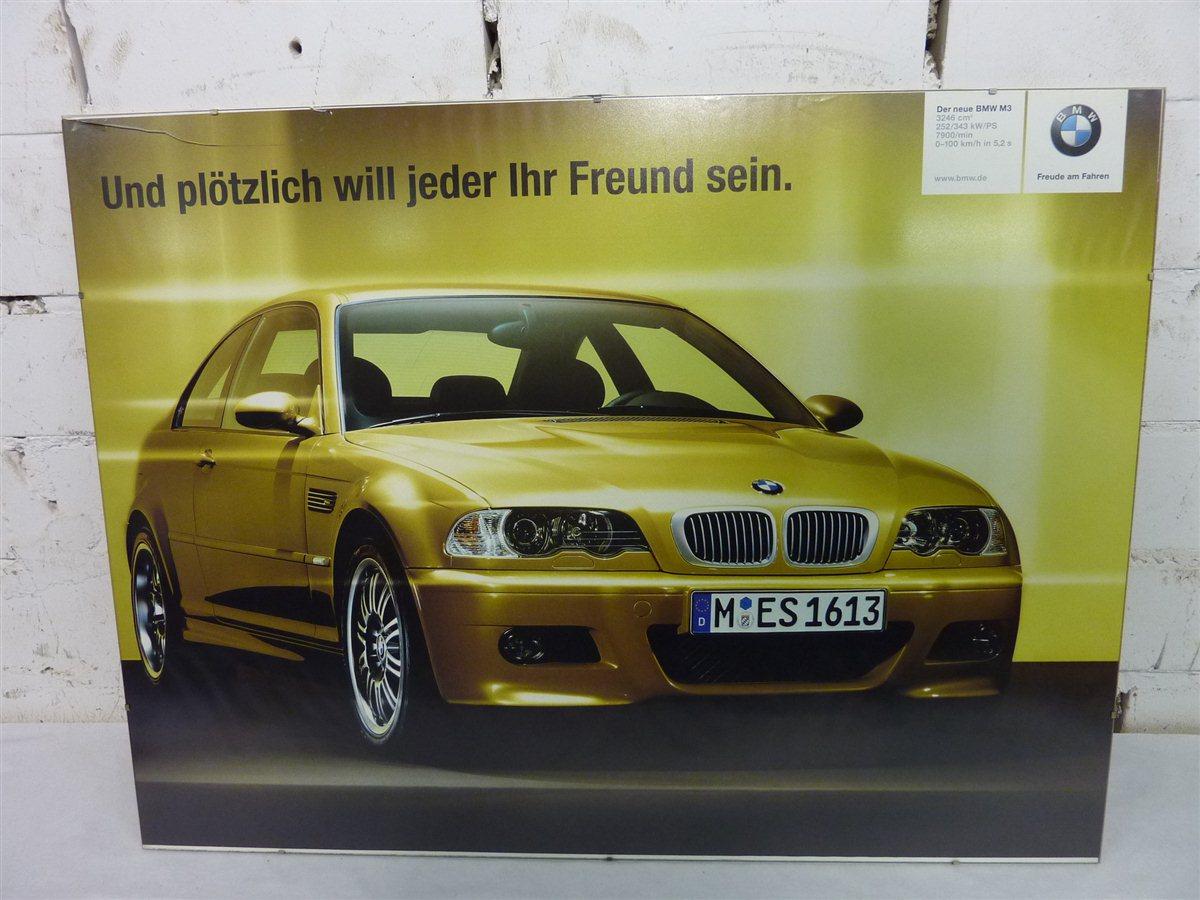 Und plötzlich will jeder Ihr Freund sein.
Der neue BMW M3
3246 cm³
252/343 kW/PS
7900/min
0–100 km/h in 5,2 s
www.bmw.de
BMW
Freude am Fahren
D M ES 1613